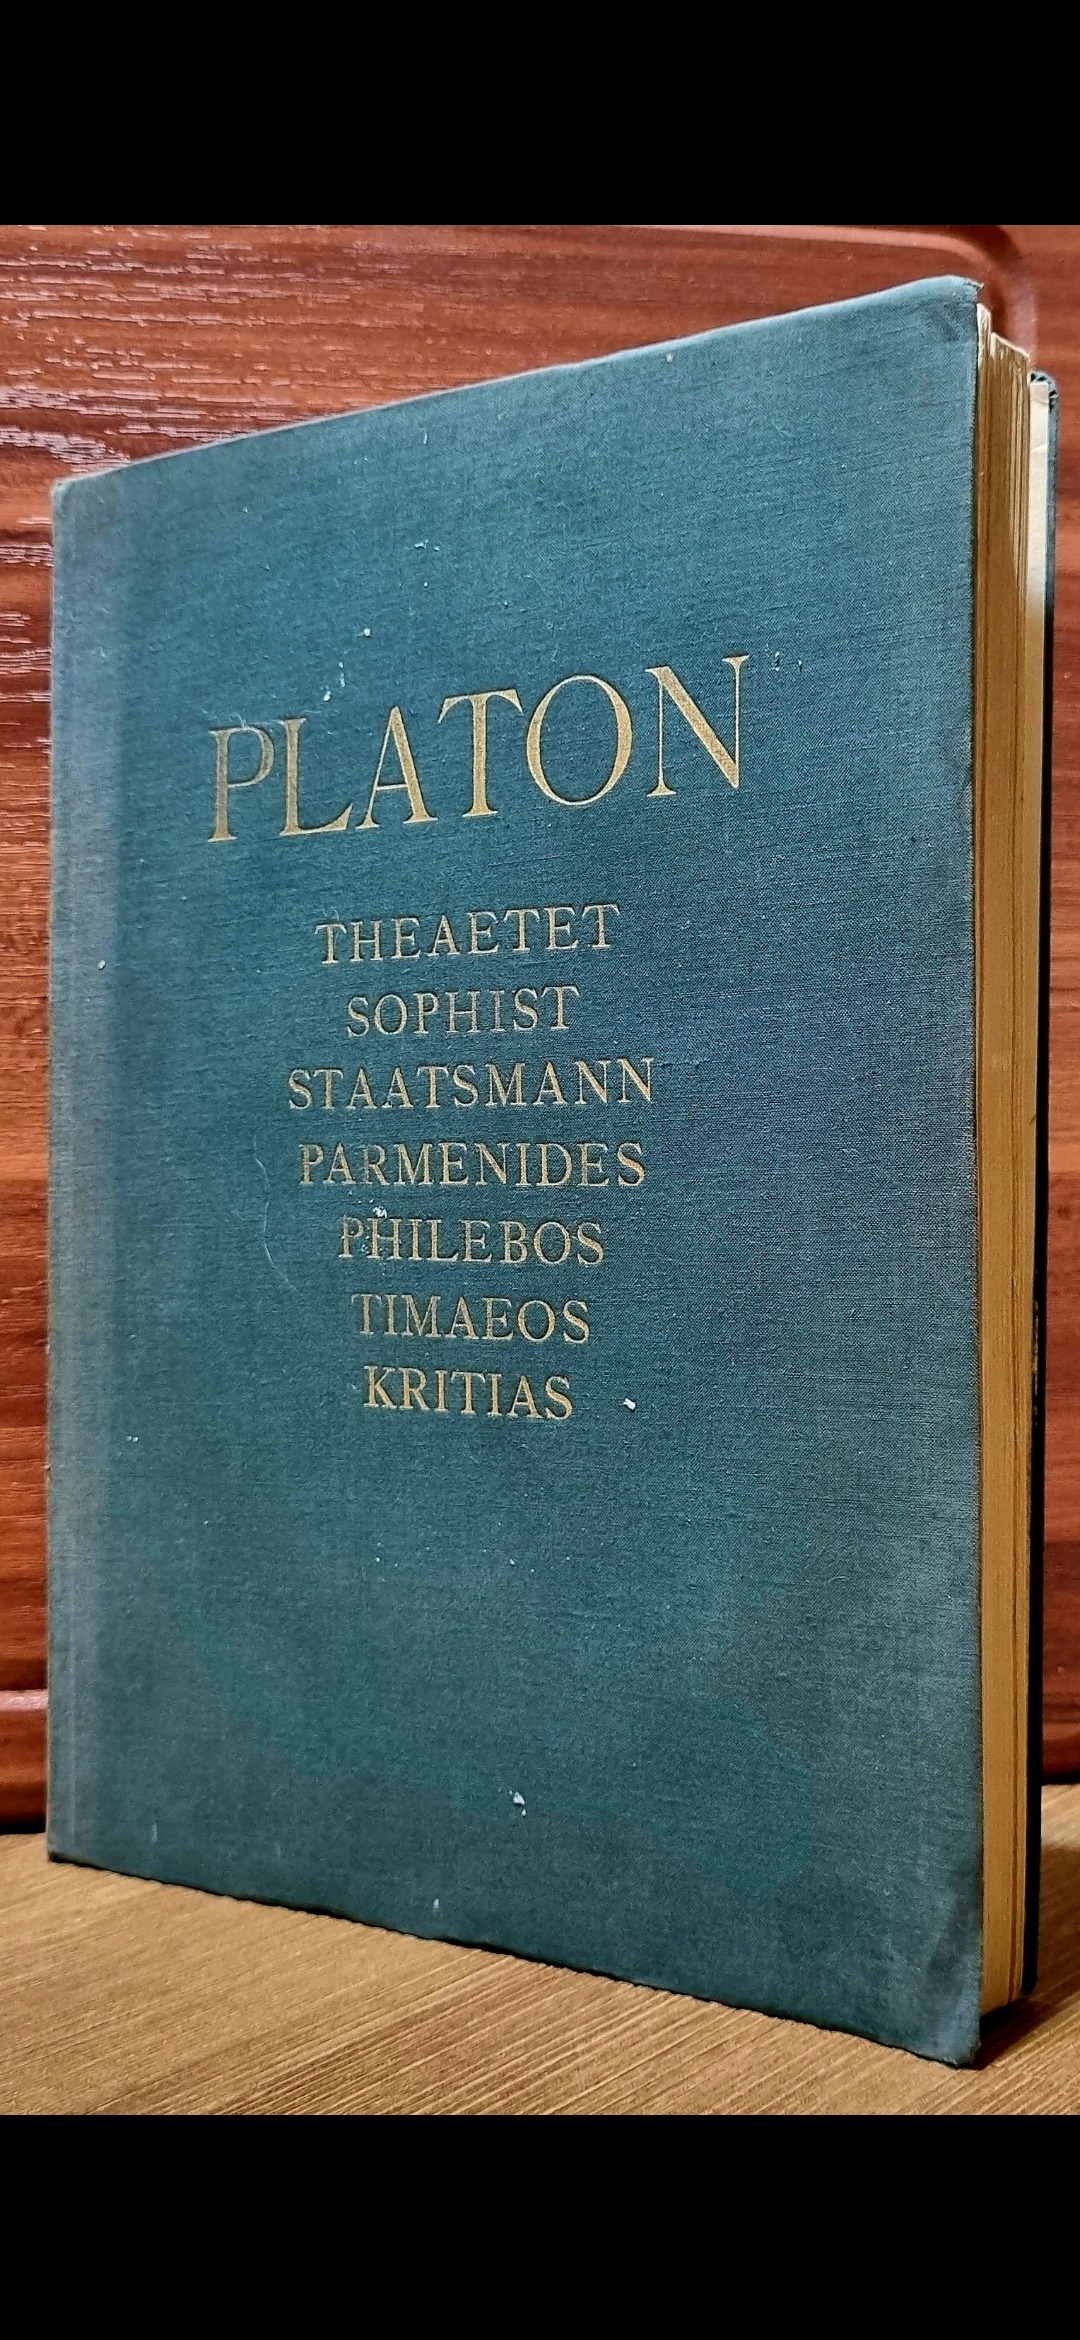 PLATON
THEAETET
SOPHIST
STAATSMANN
PARMENIDES
PHILEBOS
TIMAEOS
KRITIAS